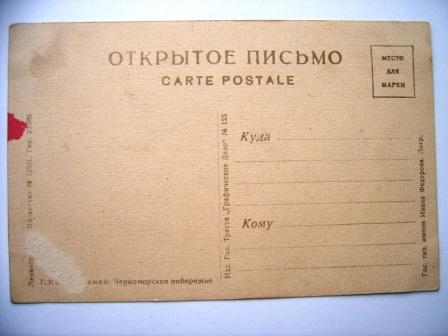 ОТКРЫТОЕ ПИСЬМО
CARTE POSTALE
МЕСТО
ДЛЯ
МАРКИ
Куда
Кому
Изд. Гос. Треста „Графическое Дело" № 125
Гос. тип. имени Ивана Федорова. Лнгр.
Черноморское побережье